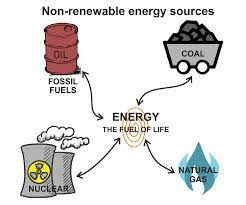 Non-renewable energy sources
OIL
COAL
FOSSIL
FUELS
ENERGY
THE FUEL OF LIFE
NUCLEAR
NATURAL
GAS